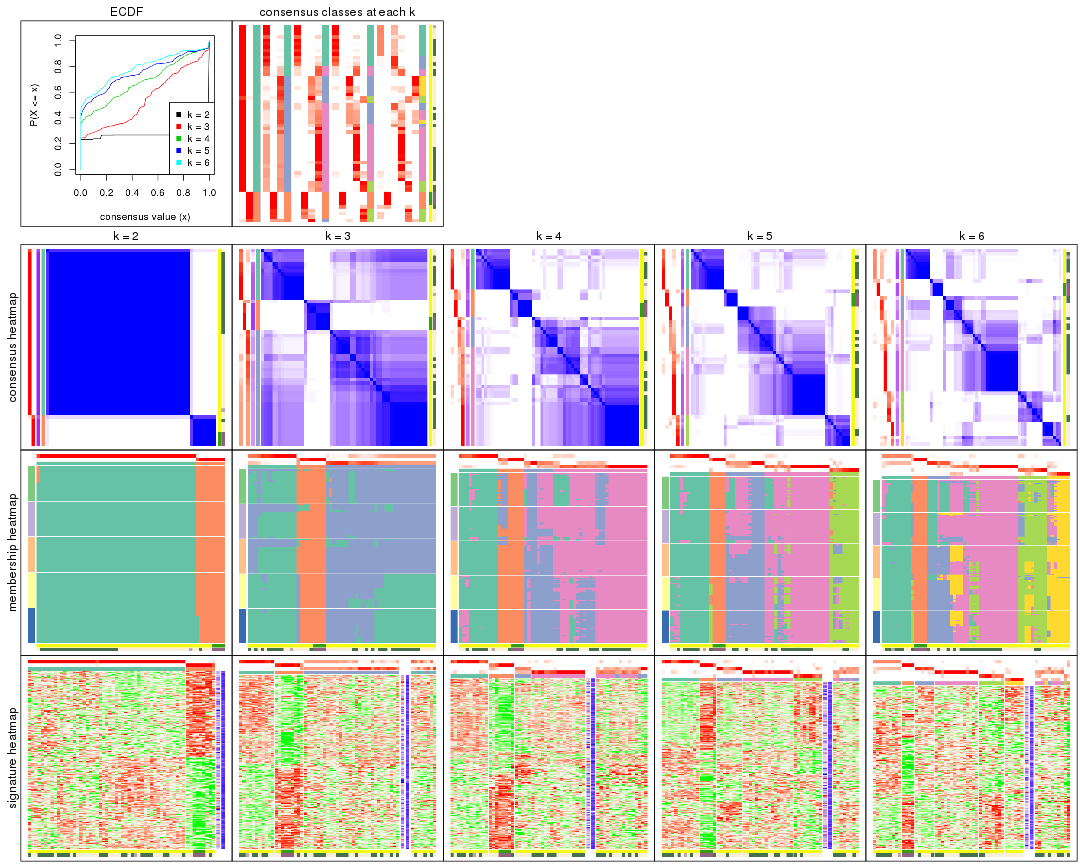 ECDF
consensus classes at each k
P(X <= x)
1.0
0.8
0.6
0.4
0.2
0.0
k = 2
k = 3
k = 4
k = 5
k = 6
0.0 0.2 0.4 0.6 0.8 1.0
consensus value (x)
k = 2
k = 3
k = 4
k = 5
k = 6
consensus heatmap
membership heatmap
signature heatmap